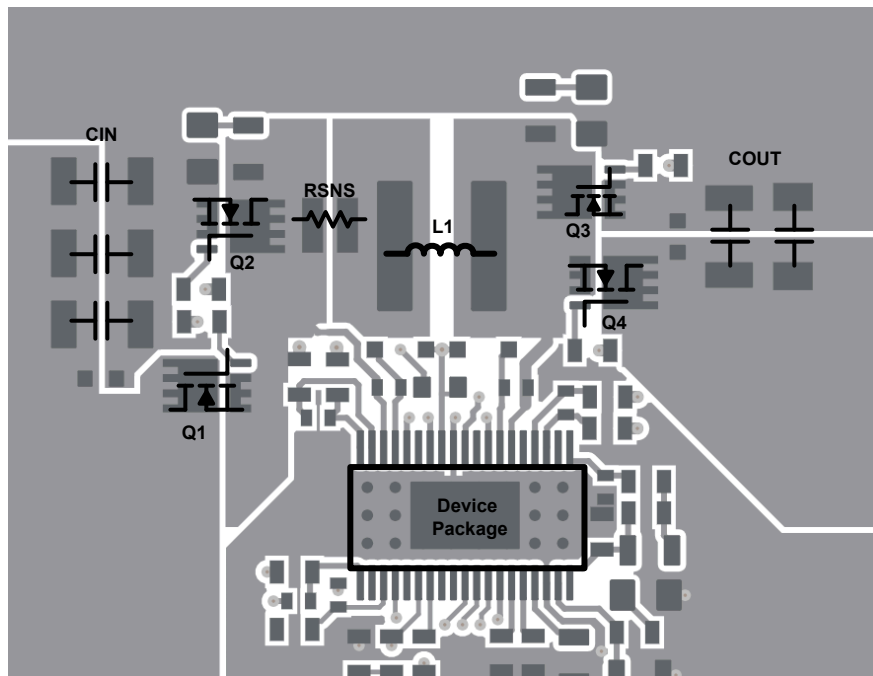 CIN
COUT
RSNS
L1
Q3
Q2
Q4
Q1
Device
Package